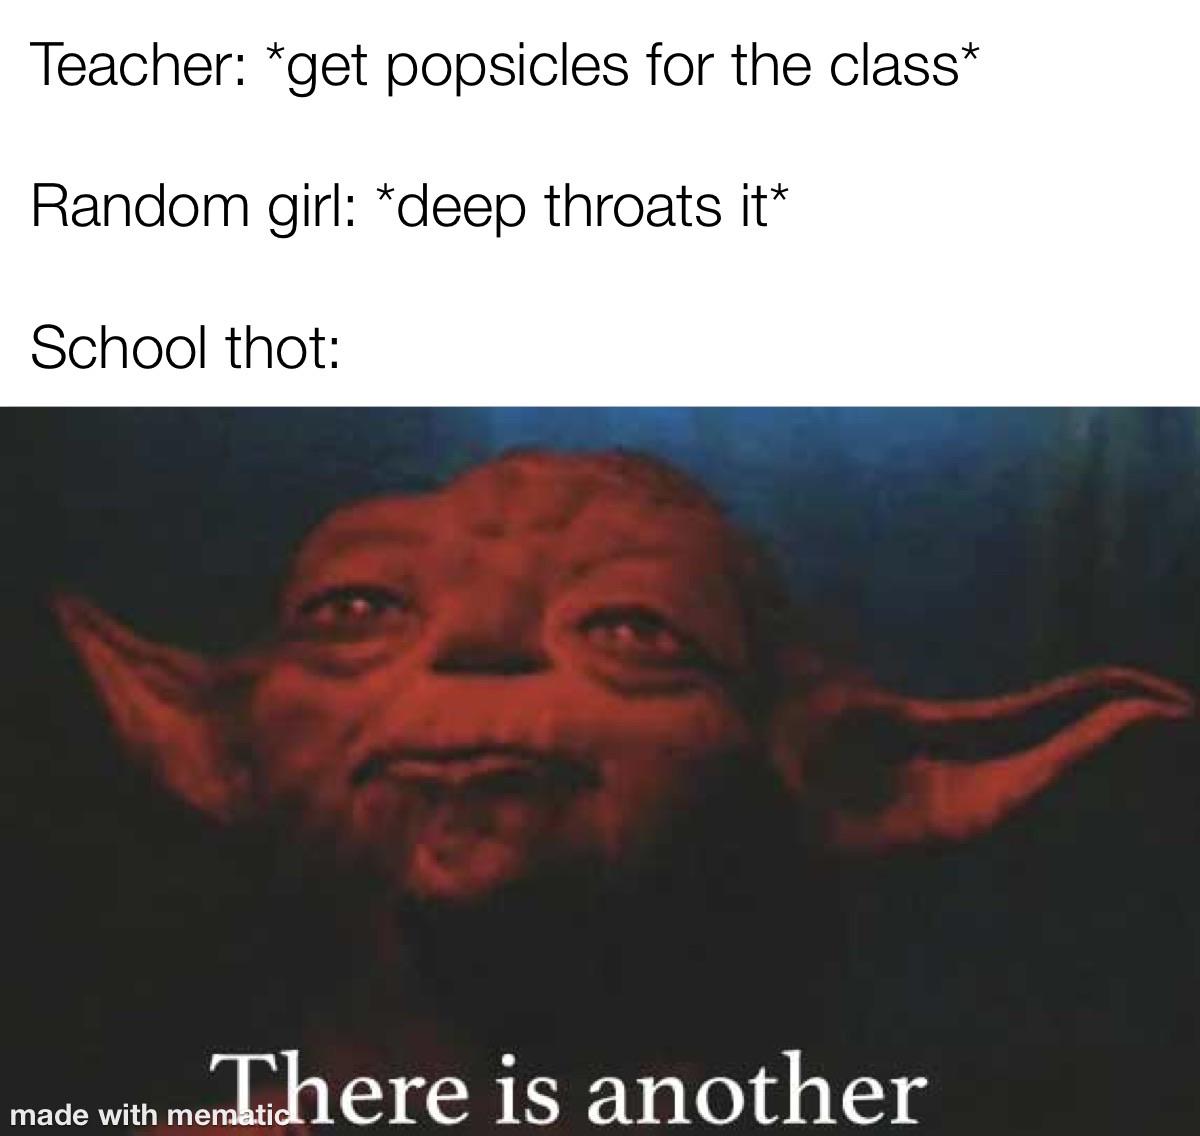 Teacher: *get popsicles for the class*
Random girl: *deep throats it*
School thot:
There is another
made with mematic